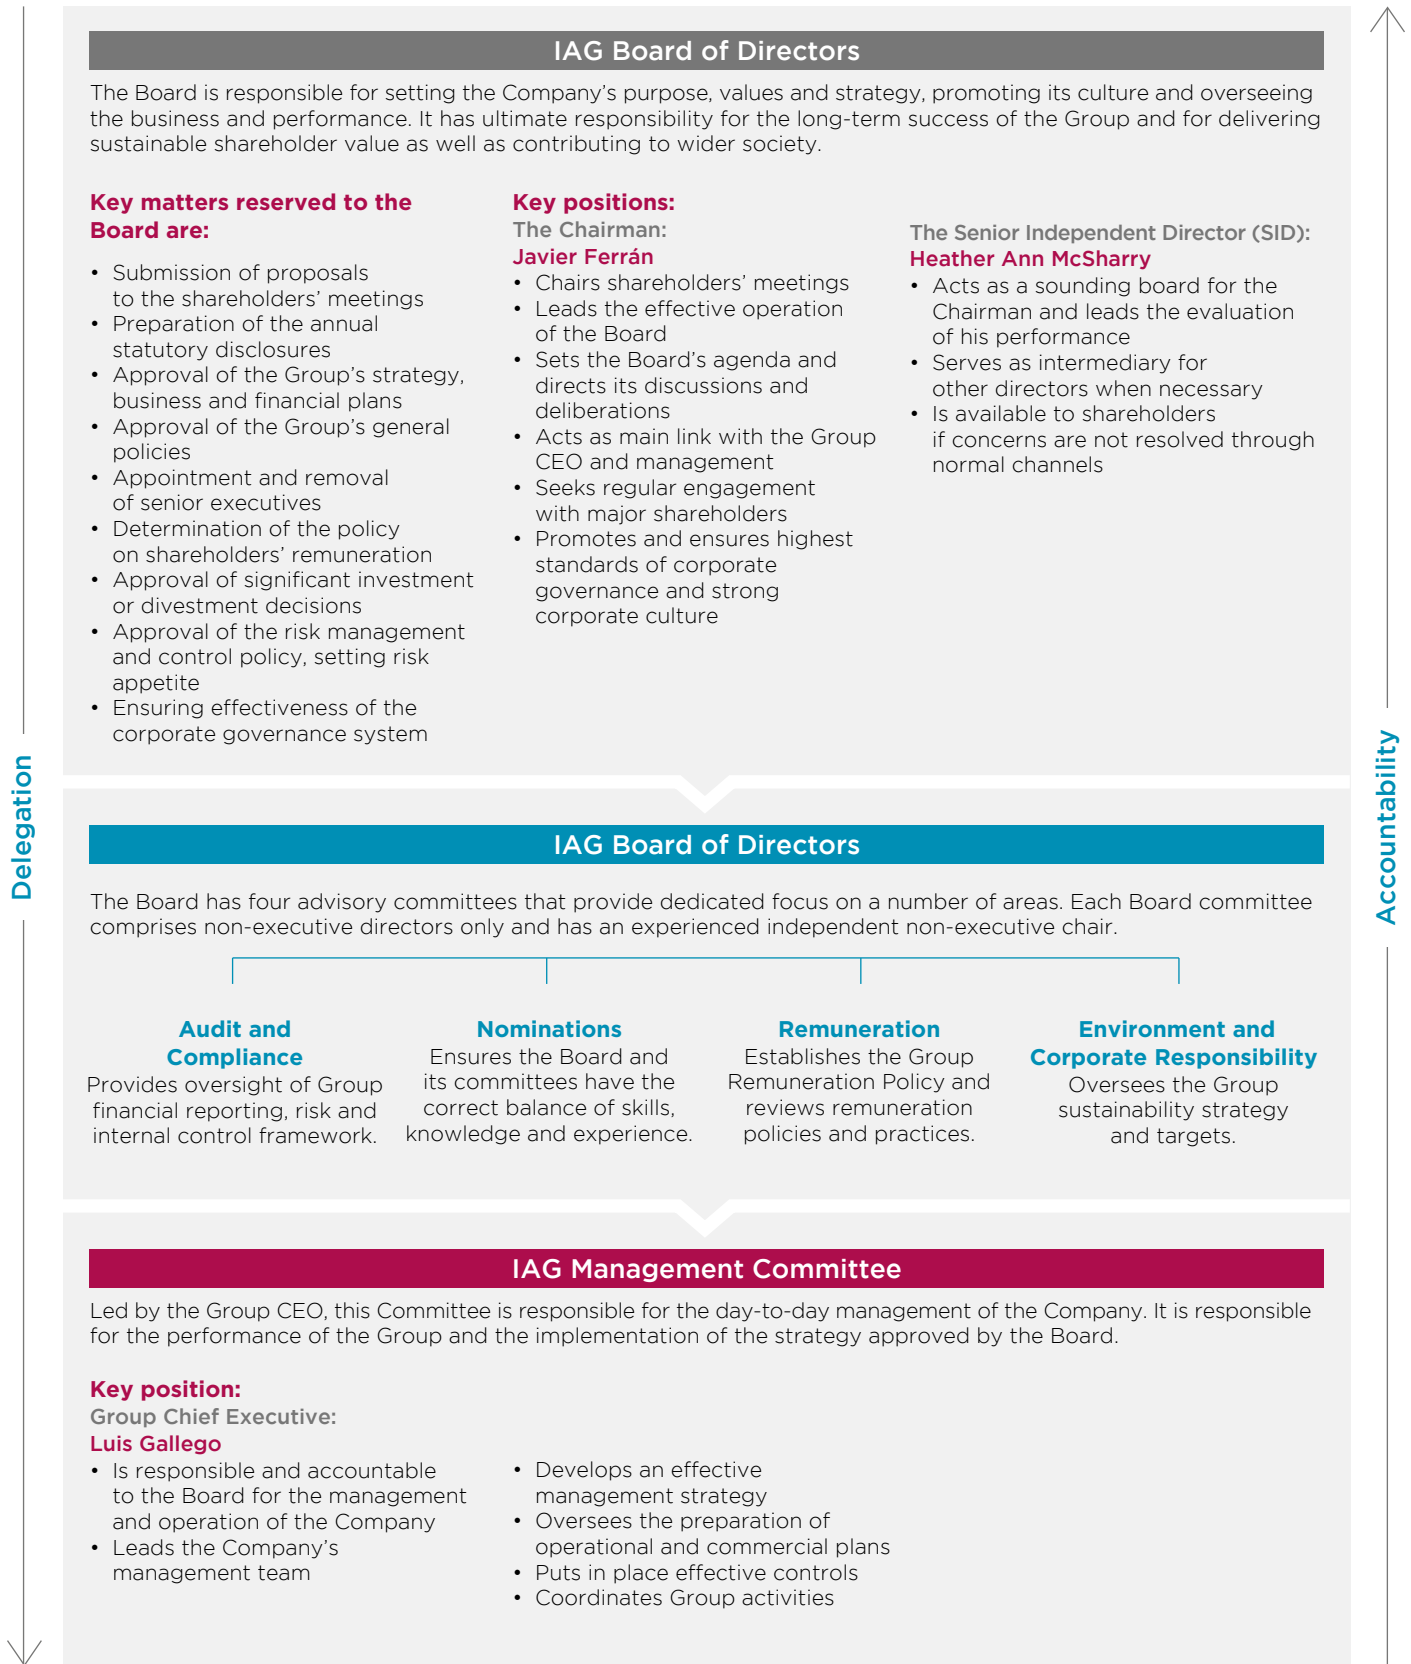 IAG Board of Directors
The Board is responsible for setting the Company's purpose, values and strategy, promoting its culture and overseeing
the business and performance. It has ultimate responsibility for the long-term success of the Group and for delivering
sustainable shareholder value as well as contributing to wider society.
Key matters reserved to the
Board are:
• Submission of proposals
to the shareholders' meetings
• Preparation of the annual
statutory disclosures
• Approval of the Group's strategy,
business and financial plans
• Approval of the Group's general
policies
• Appointment and removal
of senior executives
• Determination of the policy
on shareholders' remuneration
• Approval of significant investment
or divestment decisions
• Approval of the risk management
and control policy, setting risk
appetite
• Ensuring effectiveness of the
corporate governance system
Key positions:
The Chairman:
Javier Ferrán
• Chairs shareholders' meetings
• Leads the effective operation
of the Board
• Sets the Board's agenda and
directs its discussions and
deliberations
• Acts as main link with the Group
CEO and management
• Seeks regular engagement
with major shareholders
• Promotes and ensures highest
standards of corporate
governance and strong
corporate culture
The Senior Independent Director (SID):
Heather Ann McSharry
• Acts as a sounding board for the
Chairman and leads the evaluation
of his performance
• Serves as intermediary for
other directors when necessary
• Is available to shareholders
if concerns are not resolved through
normal channels
Delegation
Accountability
IAG Board of Directors
The Board has four advisory committees that provide dedicated focus on a number of areas. Each Board committee
comprises non-executive directors only and has an experienced independent non-executive chair.
Audit and
Compliance
Provides oversight of Group
financial reporting, risk and
internal control framework.
Nominations
Ensures the Board and
its committees have the
correct balance of skills,
knowledge and experience.
Remuneration
Establishes the Group
Remuneration Policy and
reviews remuneration
policies and practices.
Environment and
Corporate Responsibility
Oversees the Group
sustainability strategy
and targets.
IAG Management Committee
Led by the Group CEO, this Committee is responsible for the day-to-day management of the Company. It is responsible
for the performance of the Group and the implementation of the strategy approved by the Board.
Key position:
Group Chief Executive:
Luis Gallego
• Is responsible and accountable
to the Board for the management
and operation of the Company
• Leads the Company's
management team
• Develops an effective
management strategy
• Oversees the preparation of
operational and commercial plans
• Puts in place effective controls
• Coordinates Group activities